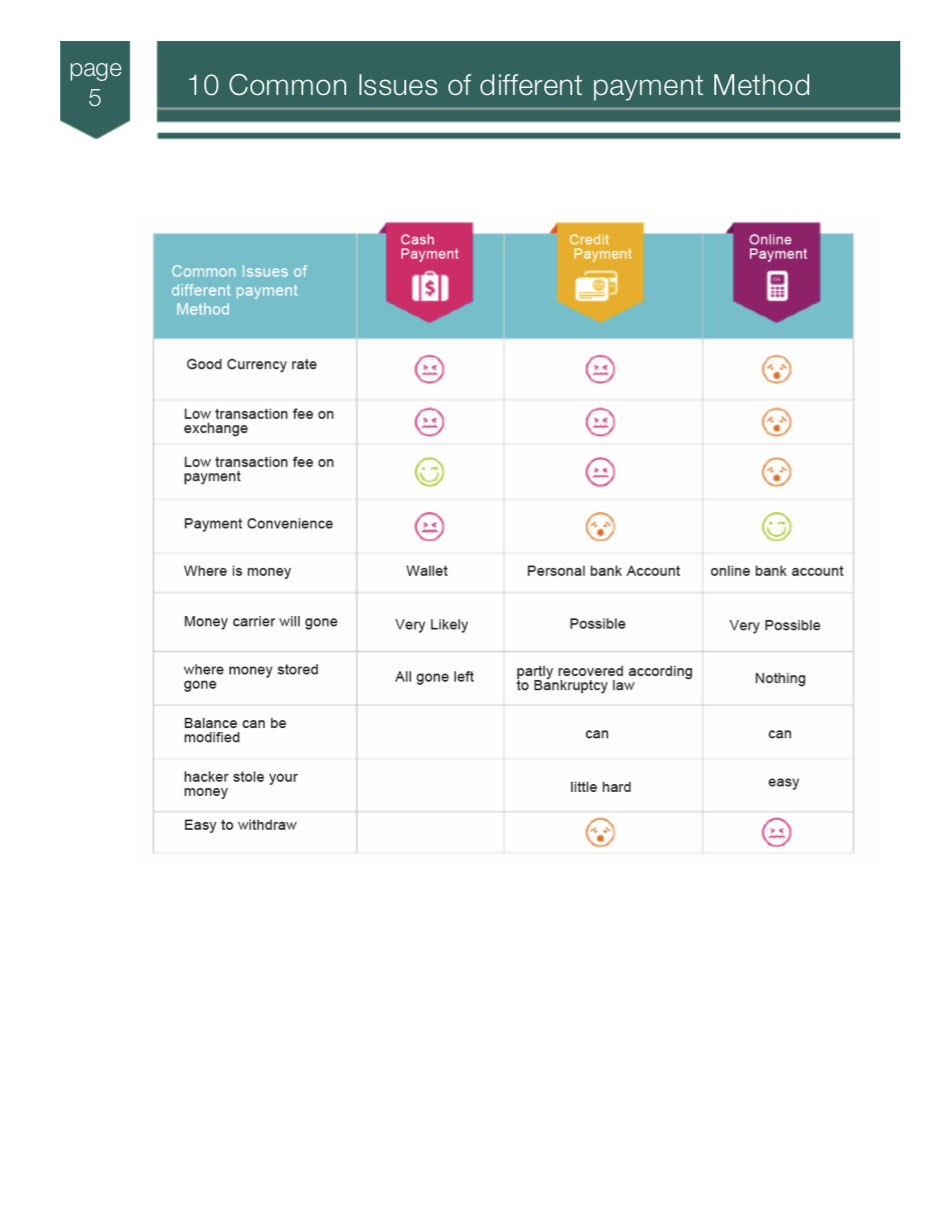 page
5
10 Common Issues of different payment Method
Common Issues of
different payment
Method
Cash
Payment
Credit
Payment
Online
Payment
Good Currency rate
Low transaction fee on
exchange
Low transaction fee on
payment
Payment Convenience
Where is money
Wallet
Personal bank Account
online bank account
Money carrier will gone
Very Likely
Possible
Very Possible
where money stored
gone
All gone left
partly recovered according
to Bankruptcy law
Nothing
Balance can be
modified
can
can
hacker stole your
money
little hard
easy
Easy to withdraw